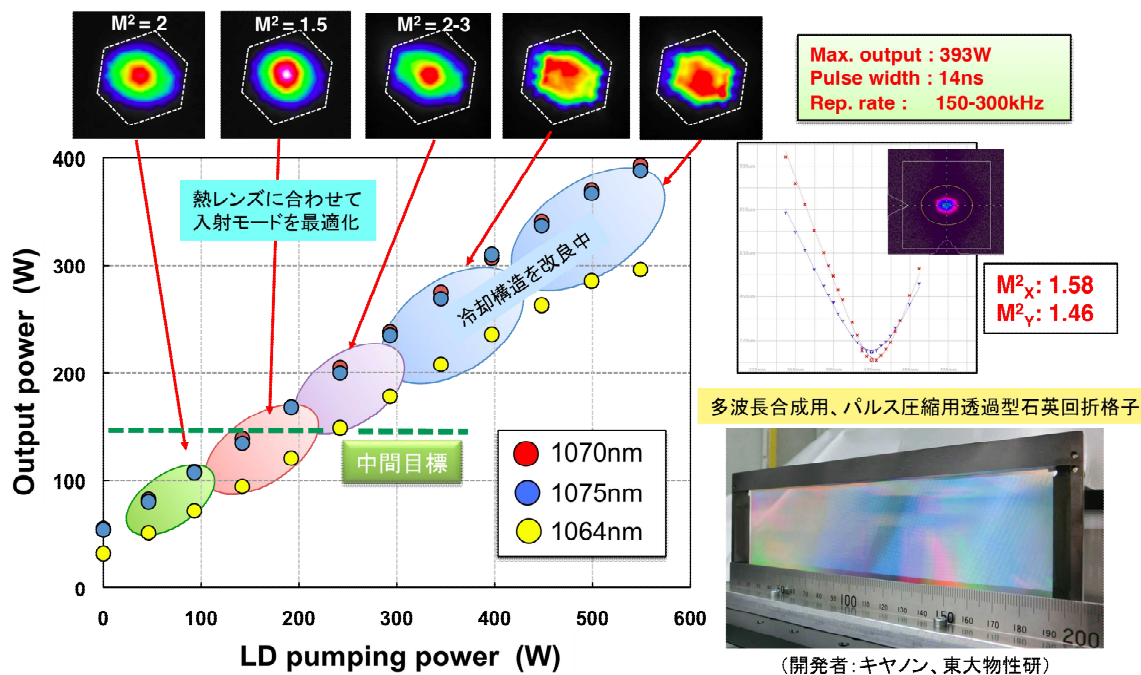 M² = 2
M² = 1.5
M² = 2-3
Max. output : 393W
Pulse width : 14ns
Rep. rate : 150-300kHz
400
300
200
100
0
Output power (W)
熱レンズに合わせて
入射モードを最適化
冷却構造を改良中
中間目標
1070nm
1075nm
1064nm
0
100
200
300
400
500
600
LD pumping power (W)
M²X: 1.58
M²Y: 1.46
多波長合成用、パルス圧縮用透過型石英回折格子
100
150
190
200
(開発者：キヤノン、東大物性研)